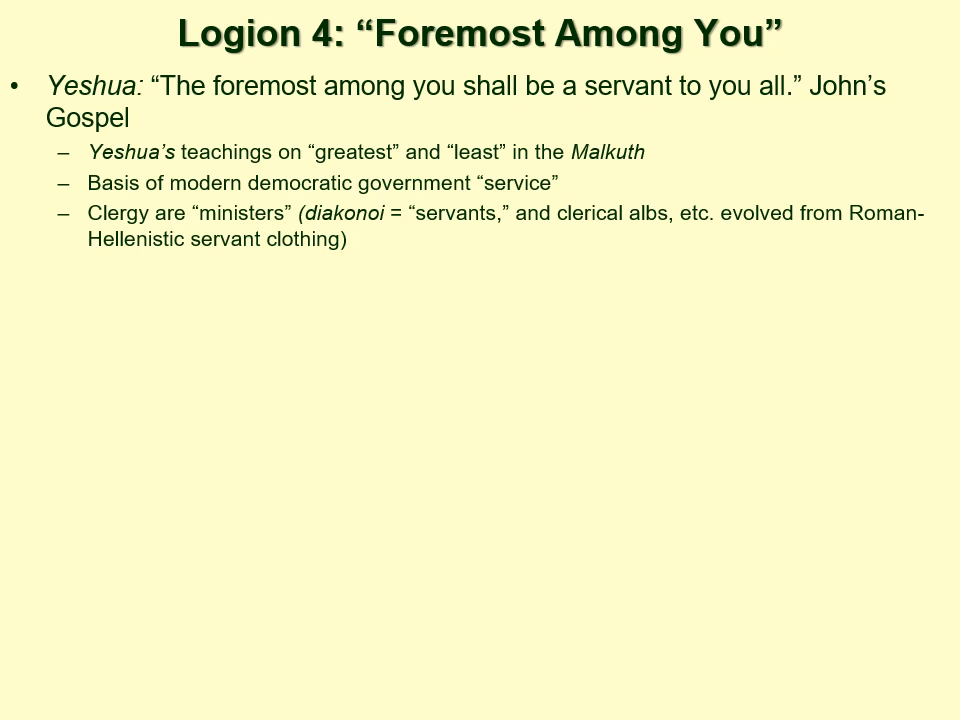 Logion 4: “Foremost Among You”
• Yeshua: “The foremost among you shall be a servant to you all.” John’s
Gospel
– Yeshua’s teachings on “greatest” and “least” in the Malkuth
– Basis of modern democratic government “service”
– Clergy are “ministers” (diakonoi = “servants,” and clerical albs, etc. evolved from Roman-
Hellenistic servant clothing)